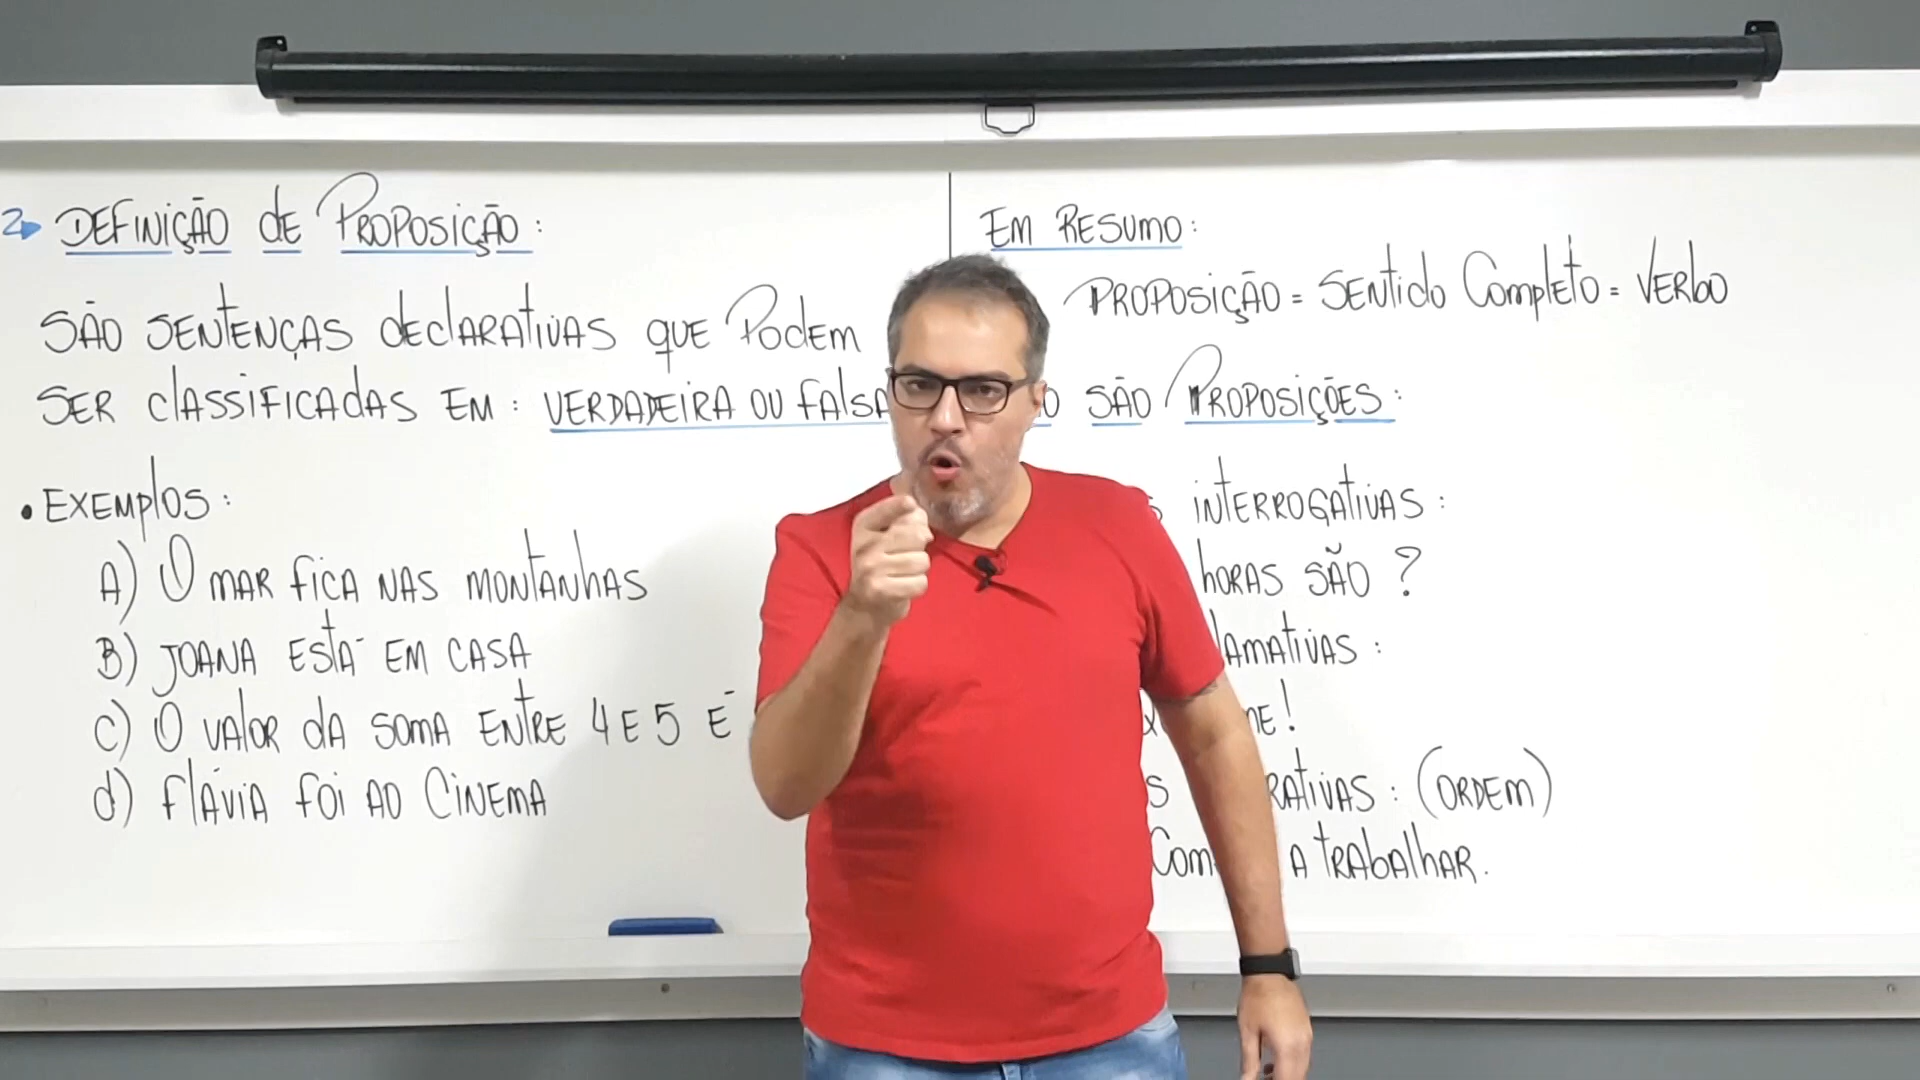 2 DEFINIÇÃO DE PROPOSIÇÃO:
SÃO SENTENÇAS DECLARATIVAS QUE PODEM
SER CLASSIFICADAS EM: VERDADEIRA OU FALSA
• EXEMPLOS:
A) O MAR FICA NAS MONTANHAS
B) JOANA ESTÁ EM CASA
C) O VALOR DA SOMA ENTRE 4 E 5 É
D) FLÁVIA FOI AO CINEMA
EM RESUMO:
PROPOSIÇÃO = SENTIDO COMPLETO = VERBO
SÃO PROPOSIÇÕES:
INTERROGATIVAS:
HORAS SÃO?
(ORDEM)
A TRABALHAR.